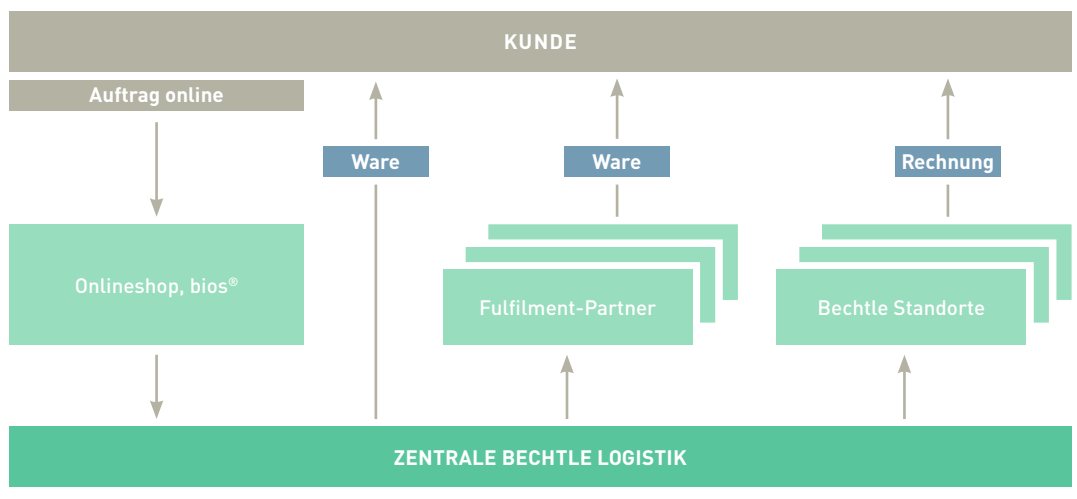 KUNDE
Auftrag online
Ware
Ware
Rechnung
Onlineshop, bios®
Fulfilment-Partner
Bechtle Standorte
ZENTRALE BECHTLE LOGISTIK